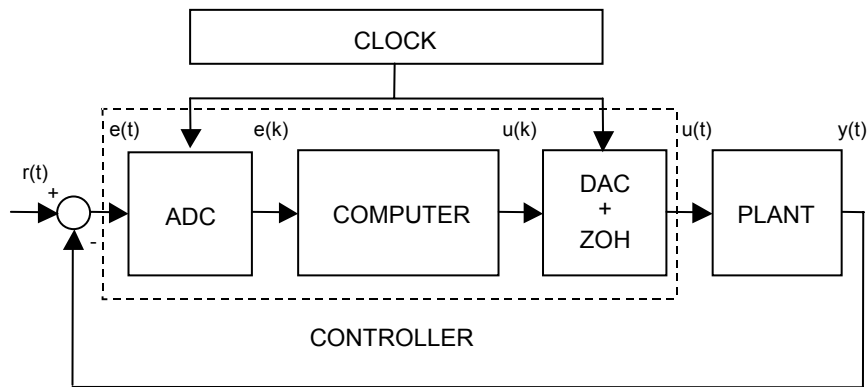 CLOCK
e(t)
e(k)
u(k)
u(t)
y(t)
r(t)
+
-
ADC
COMPUTER
DAC
+
ZOH
PLANT
CONTROLLER